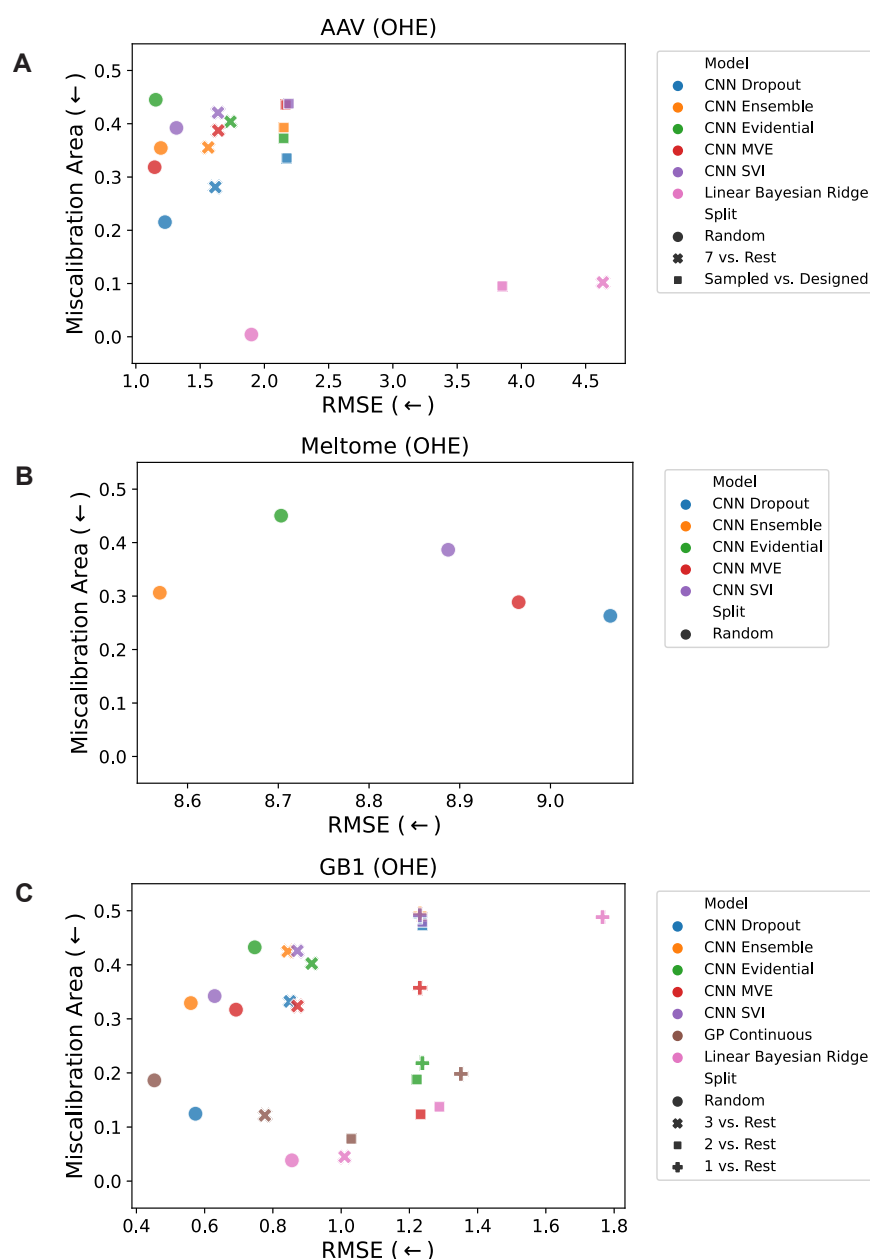 A
AAV (OHE)
Miscalibration Area (←)
0.5
0.4
0.3
0.2
0.1
0.0
1.0 1.5 2.0 2.5 3.0 3.5 4.0 4.5
RMSE (←)
Model
CNN Dropout
CNN Ensemble
CNN Evidential
CNN MVE
CNN SVI
Linear Bayesian Ridge
Split
Random
7 vs. Rest
Sampled vs. Designed
B
Meltome (OHE)
Miscalibration Area (←)
0.5
0.4
0.3
0.2
0.1
0.0
8.6 8.7 8.8 8.9 9.0
RMSE (←)
Model
CNN Dropout
CNN Ensemble
CNN Evidential
CNN MVE
CNN SVI
Split
Random
C
GB1 (OHE)
Miscalibration Area (←)
0.5
0.4
0.3
0.2
0.1
0.0
0.4 0.6 0.8 1.0 1.2 1.4 1.6 1.8
RMSE (←)
Model
CNN Dropout
CNN Ensemble
CNN Evidential
CNN MVE
CNN SVI
GP Continuous
Linear Bayesian Ridge
Split
Random
3 vs. Rest
2 vs. Rest
1 vs. Rest